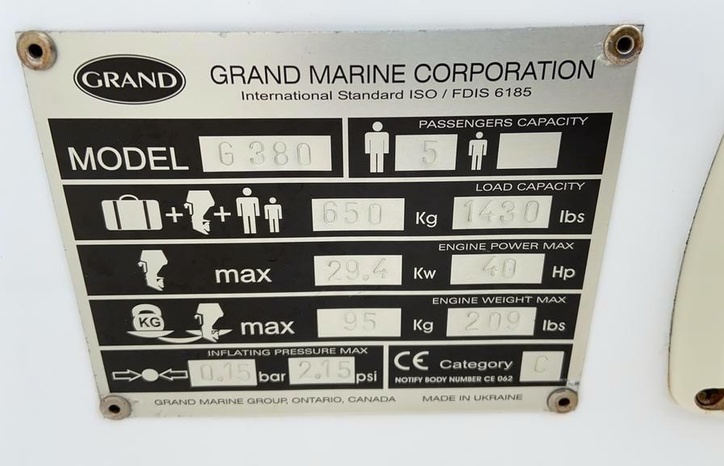 GRAND GRAND MARINE CORPORATION
International Standard ISO / FDIS 6185
MODEL G 380
PASSENGERS CAPACITY
5
LOAD CAPACITY
650 Kg 1430 lbs
ENGINE POWER MAX
max 29.4 Kw 40 Hp
ENGINE WEIGHT MAX
KG max 95 Kg 209 lbs
INFLATING PRESSURE MAX
0.15 bar 2.15 psi
CE Category C
NOTIFY BODY NUMBER CE 062
GRAND MARINE GROUP, ONTARIO, CANADA MADE IN UKRAINE